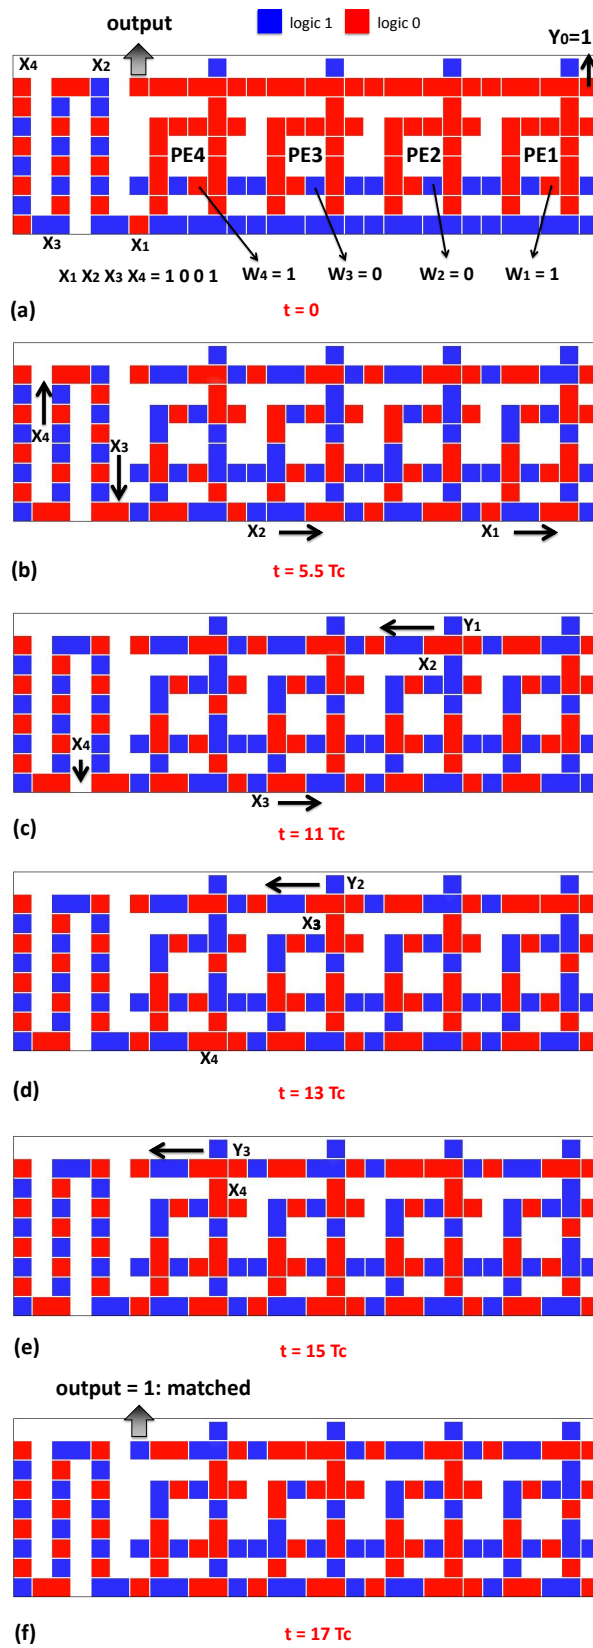 output
logic 1
logic 0
Y0=1
X4
X2
PE4
PE3
PE2
PE1
X3
X1
X1 X2 X3 X4 = 1 0 0 1
W4 = 1
W3 = 0
W2 = 0
W1 = 1
(a)
t = 0
X4
X3
X2
X1
(b)
t = 5.5 Tc
Y1
X2
X4
X3
(c)
t = 11 Tc
Y2
X3
X4
(d)
t = 13 Tc
Y3
X4
(e)
t = 15 Tc
output = 1: matched
(f)
t = 17 Tc